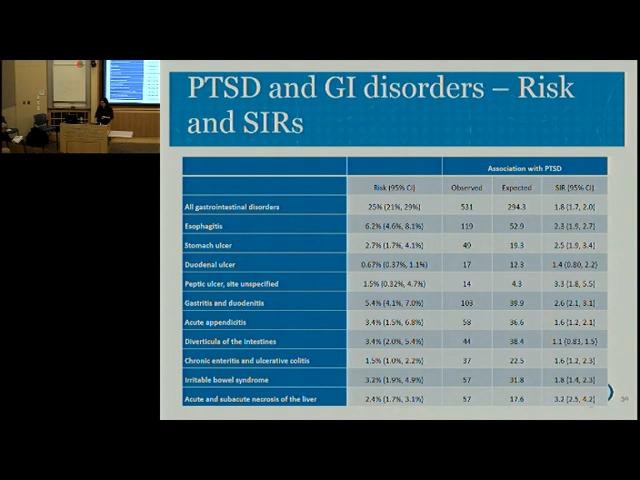 PTSD and GI disorders – Risk
and SIRs
Association with PTSD
Risk (95% CI) Observed Expected SIR (95% CI)
All gastrointestinal disorders 25% (21%, 29%) 531 294.3 1.8 (1.7, 2.0)
Esophagitis 6.2% (4.6%, 8.1%) 119 52.9 2.3 (1.9, 2.7)
Stomach ulcer 2.7% (1.7%, 4.1%) 49 19.3 2.5 (1.9, 3.4)
Duodenal ulcer 0.67% (0.37%, 1.1%) 17 12.3 1.4 (0.80, 2.2)
Peptic ulcer, site unspecified 1.5% (0.32%, 4.7%) 14 4.3 3.3 (1.8, 5.5)
Gastritis and duodenitis 5.4% (4.1%, 7.0%) 103 39.9 2.6 (2.1, 3.1)
Acute appendicitis 3.4% (1.5%, 6.8%) 58 36.6 1.6 (1.2, 2.1)
Diverticula of the intestines 3.4% (2.0%, 5.4%) 44 38.4 1.1 (0.83, 1.5)
Chronic enteritis and ulcerative colitis 1.5% (1.0%, 2.2%) 37 22.5 1.6 (1.2, 2.3)
Irritable bowel syndrome 3.2% (1.9%, 4.9%) 57 31.8 1.8 (1.4, 2.3)
Acute and subacute necrosis of the liver 2.4% (1.7%, 3.1%) 57 17.6 3.2 (2.5, 4.2)